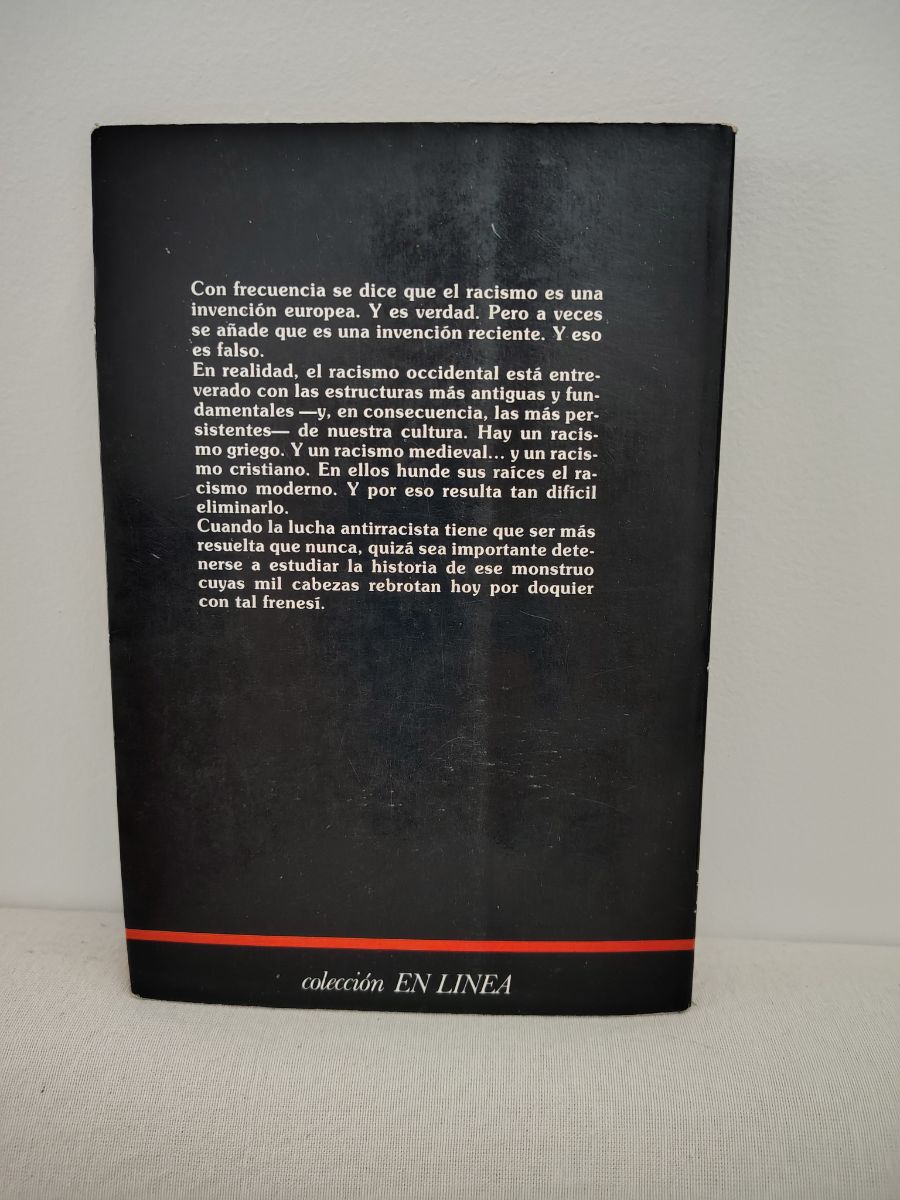 Con frecuencia se dice que el racismo es una
invención europea. Y es verdad. Pero a veces
se añade que es una invención reciente. Y eso
es falso.
En realidad, el racismo occidental está entre-
verado con las estructuras más antiguas y fun-
damentales —y, en consecuencia, las más per-
sistentes— de nuestra cultura. Hay un racis-
mo griego. Y un racismo medieval... y un racis-
mo cristiano. En ellos hunde sus raíces el ra-
cismo moderno. Y por eso resulta tan difícil
eliminarlo.
Cuando la lucha antirracista tiene que ser más
resuelta que nunca, quizá sea importante dete-
nerse a estudiar la historia de ese monstruo
cuyas mil cabezas rebrotan hoy por doquier
con tal frenesí.
colección EN LINEA